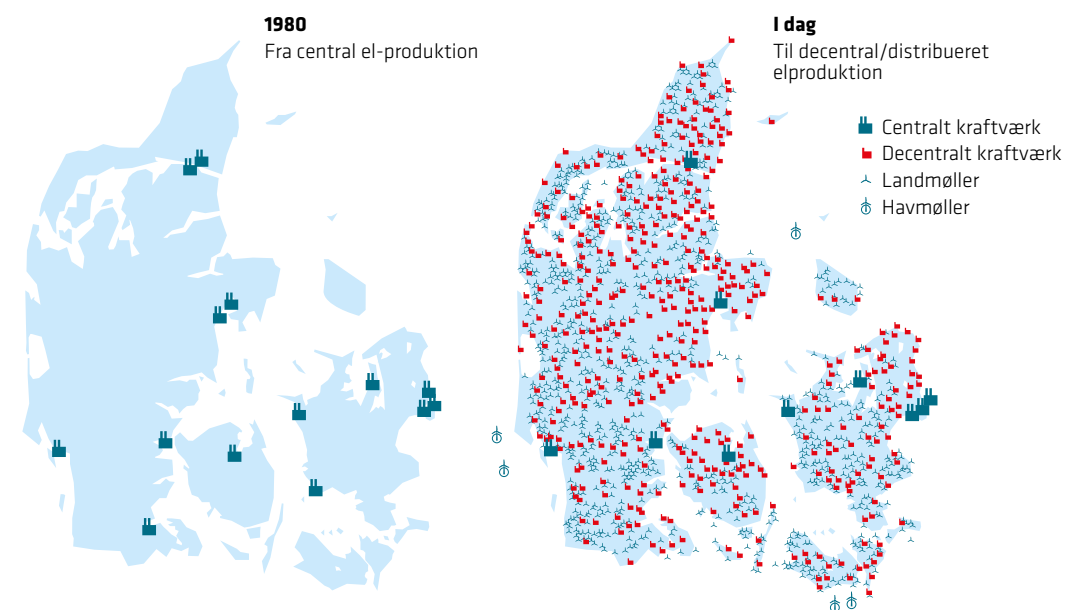 1980
Fra central el-produktion
I dag
Til decentral/distribueret
elproduktion
Centralt kraftværk
Decentralt kraftværk
Landmøller
Havmøller